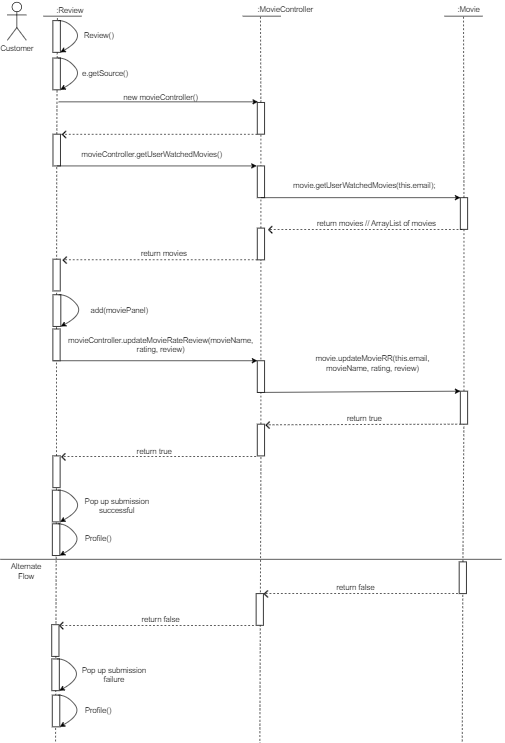 :Review
:MovieController
:Movie
Customer
Review()
e.getSource()
new movieController()
movieController.getUserWatchedMovies()
movie.getUserWatchedMovies(this.email);
return movies // ArrayList of movies
return movies
add(moviePanel)
movieController.updateMovieRateReview(movieName,
rating, review)
movie.updateMovieRR(this.email,
movieName, rating, review)
return true
return true
Pop up submission
successful
Profile()
Alternate
Flow
return false
return false
Pop up submission
failure
Profile()